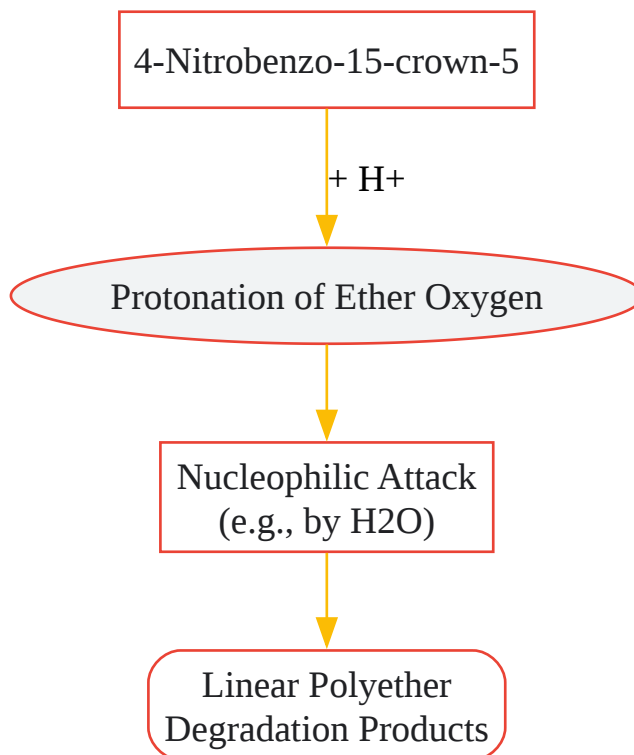 4-Nitrobenzo-15-crown-5
+ H+
Protonation of Ether Oxygen
Nucleophilic Attack
(e.g., by H2O)
Linear Polyether
Degradation Products